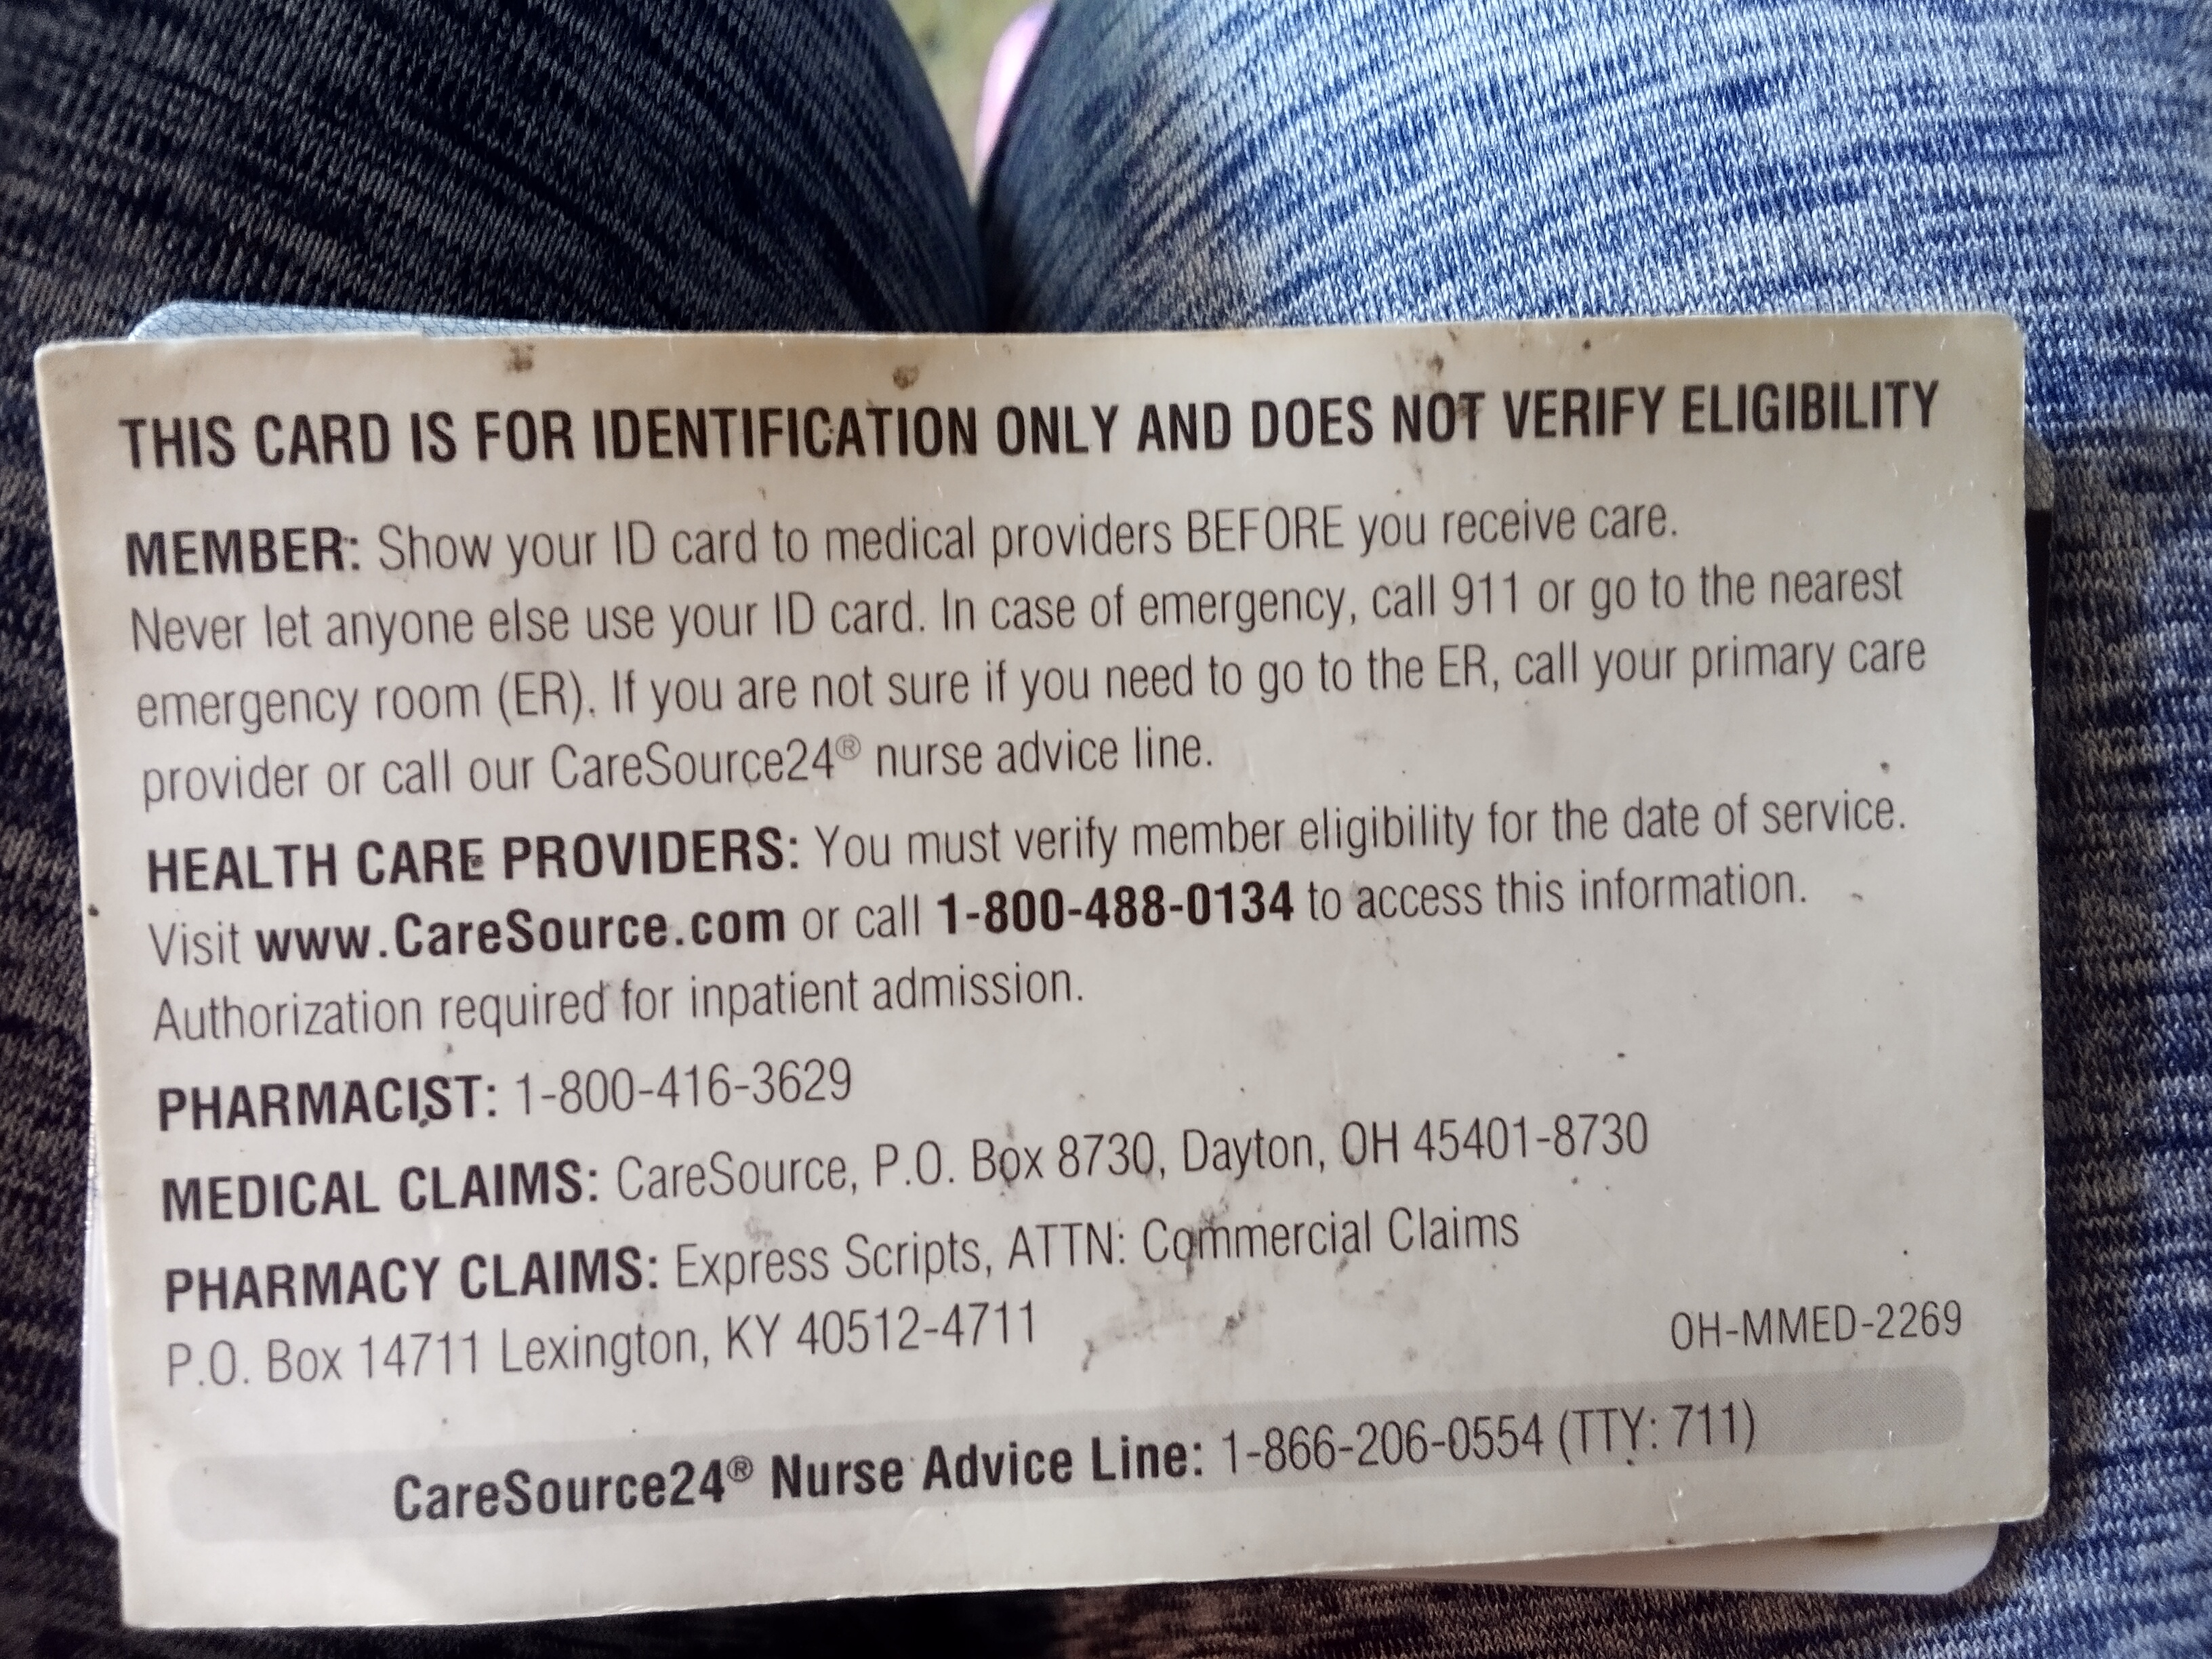 THIS CARD IS FOR IDENTIFICATION ONLY AND DOES NOT VERIFY ELIGIBILITY
MEMBER: Show your ID card to medical providers BEFORE you receive care.
Never let anyone else use your ID card. In case of emergency, call 911 or go to the nearest
emergency room (ER). If you are not sure if you need to go to the ER, call your primary care
provider or call our CareSource24® nurse advice line.
HEALTH CARE PROVIDERS: You must verify member eligibility for the date of service.
Visit www.CareSource.com or call 1-800-488-0134 to access this information.
Authorization required for inpatient admission.
PHARMACIST: 1-800-416-3629
MEDICAL CLAIMS: CareSource, P.O. Box 8730, Dayton, OH 45401-8730
PHARMACY CLAIMS: Express Scripts, ATTN: Commercial Claims
P.O. Box 14711 Lexington, KY 40512-4711
OH-MMED-2269
CareSource24® Nurse Advice Line: 1-866-206-0554 (TTY: 711)